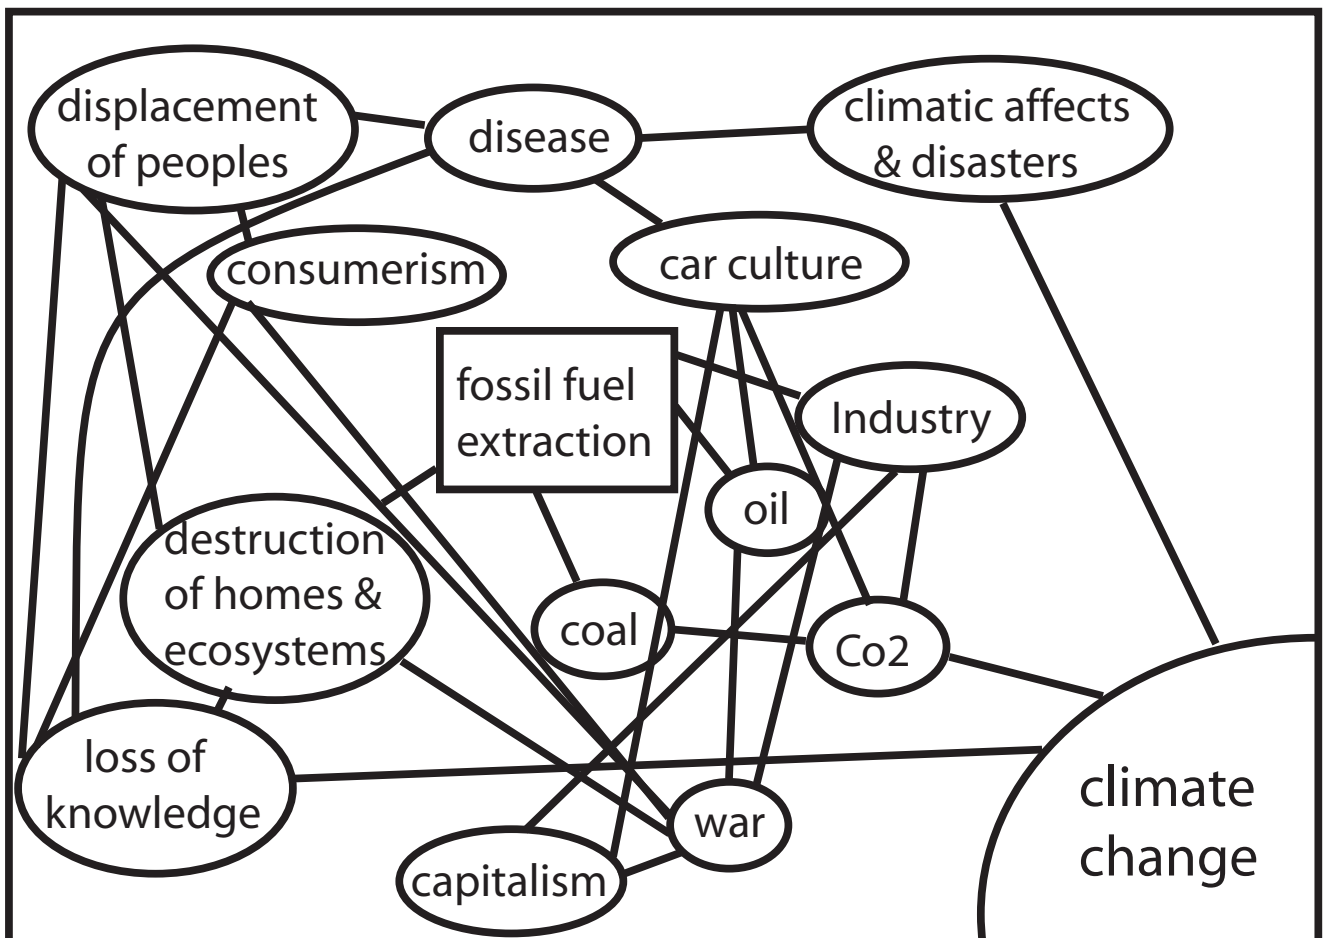 displacement
of peoples
disease
climatic affects
& disasters
consumerism
car culture
fossil fuel
extraction
Industry
oil
destruction
of homes &
ecosystems
coal
Co2
loss of
knowledge
war
capitalism
climate
change